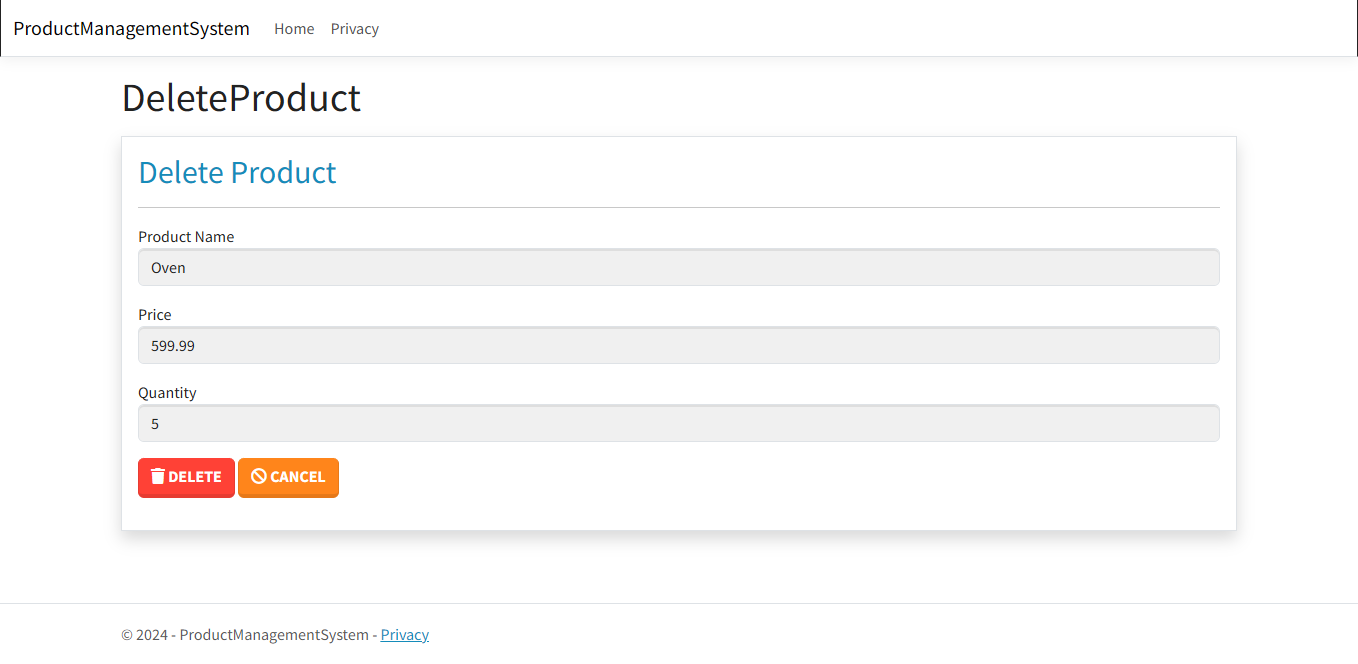 ProductManagementSystem Home Privacy
DeleteProduct
Delete Product
Product Name
Oven
Price
599.99
Quantity
5
DELETE CANCEL
© 2024 - ProductManagementSystem - Privacy